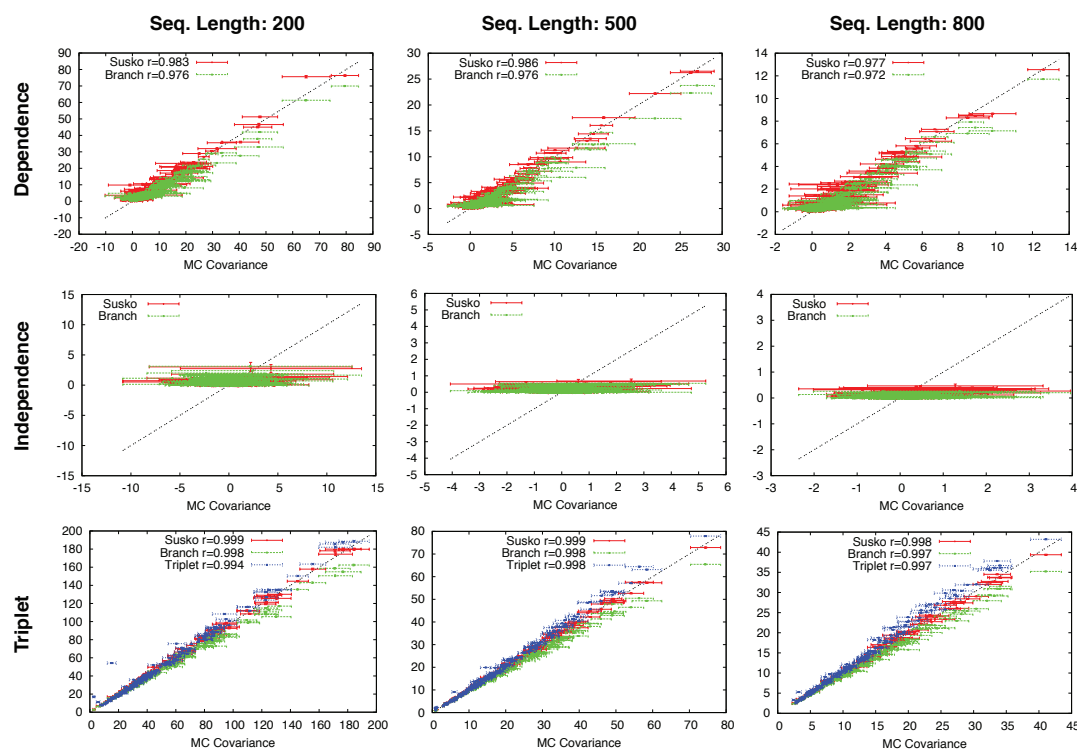 Seq. Length: 200
Seq. Length: 500
Seq. Length: 800
Dependence
90
80
70
60
50
40
30
20
10
0
-10
-20
Susko r=0.983
Branch r=0.976
-20 -10 0 10 20 30 40 50 60 70 80 90
MC Covariance
30
25
20
15
10
5
0
-5
Susko r=0.986
Branch r=0.976
-5 0 5 10 15 20 25 30
MC Covariance
14
12
10
8
6
4
2
0
-2
Susko r=0.977
Branch r=0.972
-2 0 2 4 6 8 10 12 14
MC Covariance
Independence
15
10
5
0
-5
-10
-15
Susko
Branch
-15 -10 -5 0 5 10 15
MC Covariance
6
5
4
3
2
1
0
-1
-2
-3
-4
-5
Susko
Branch
-5 -4 -3 -2 -1 0 1 2 3 4 5 6
MC Covariance
4
3
2
1
0
-1
-2
-3
Susko
Branch
-3 -2 -1 0 1 2 3 4
MC Covariance
Triplet
200
180
160
140
120
100
80
60
40
20
0
Susko r=0.999
Branch r=0.998
Triplet r=0.994
0 20 40 60 80 100 120 140 160 180 200
MC Covariance
80
70
60
50
40
30
20
10
0
Susko r=0.999
Branch r=0.998
Triplet r=0.998
0 10 20 30 40 50 60 70 80
MC Covariance
45
40
35
30
25
20
15
10
5
0
Susko r=0.998
Branch r=0.997
Triplet r=0.997
0 5 10 15 20 25 30 35 40 45
MC Covariance